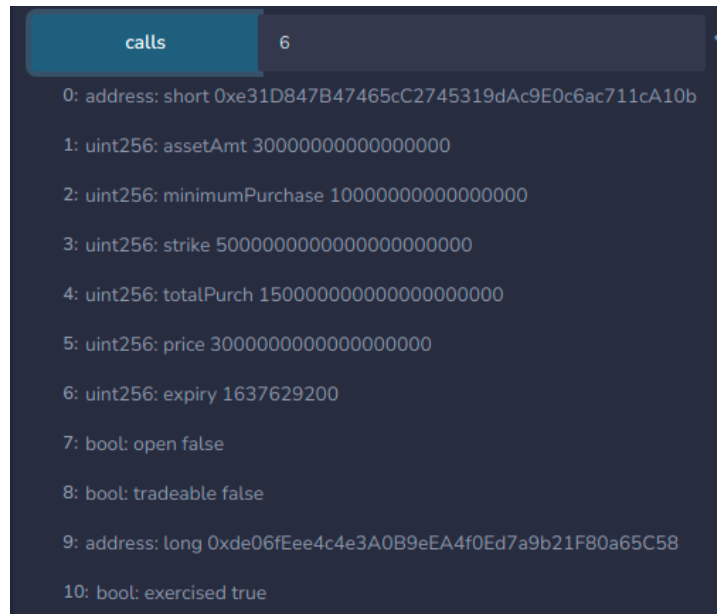 calls 6
0: address: short 0xe31D847B47465cC2745319dAc9E0c6ac711cA10b
1: uint256: assetAmt 30000000000000000
2: uint256: minimumPurchase 10000000000000000
3: uint256: strike 5000000000000000000000
4: uint256: totalPurch 150000000000000000000
5: uint256: price 3000000000000000000
6: uint256: expiry 1637629200
7: bool: open false
8: bool: tradeable false
9: address: long 0xde06fEee4c4e3A0B9eEA4f0Ed7a9b21F80a65C58
10: bool: exercised true